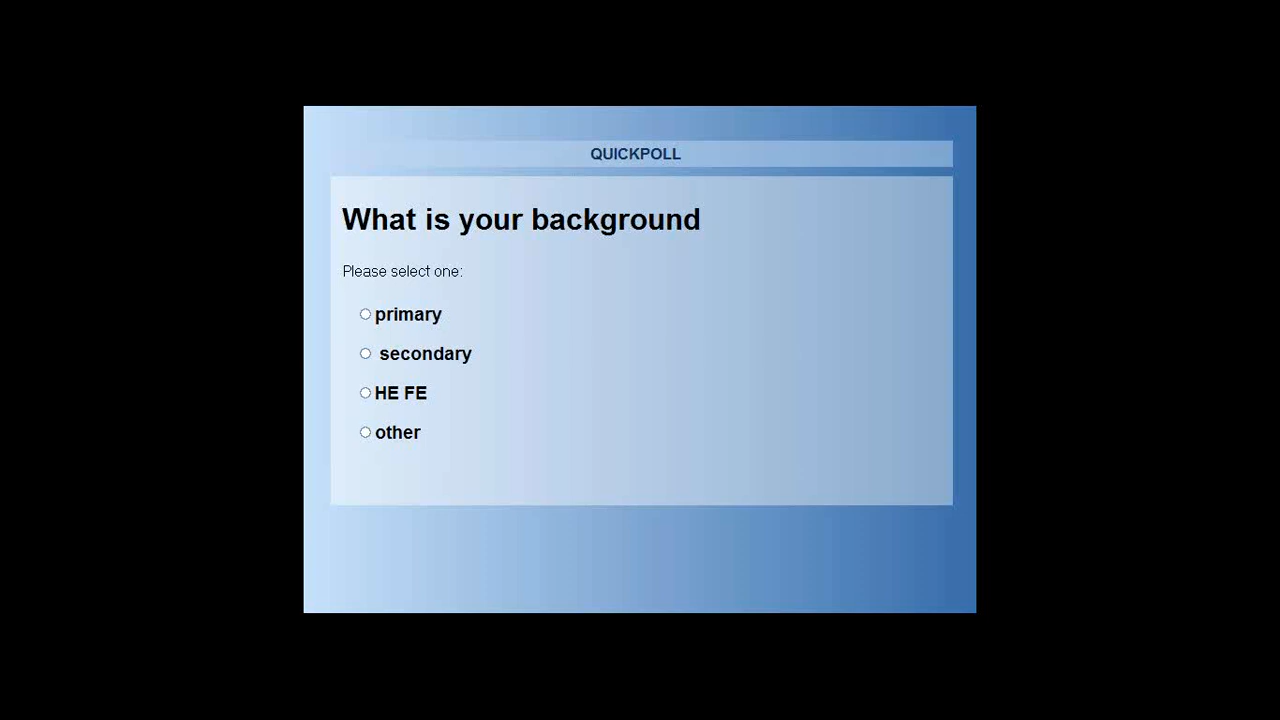 QUICKPOLL
What is your background
Please select one:
primary
secondary
HE FE
other